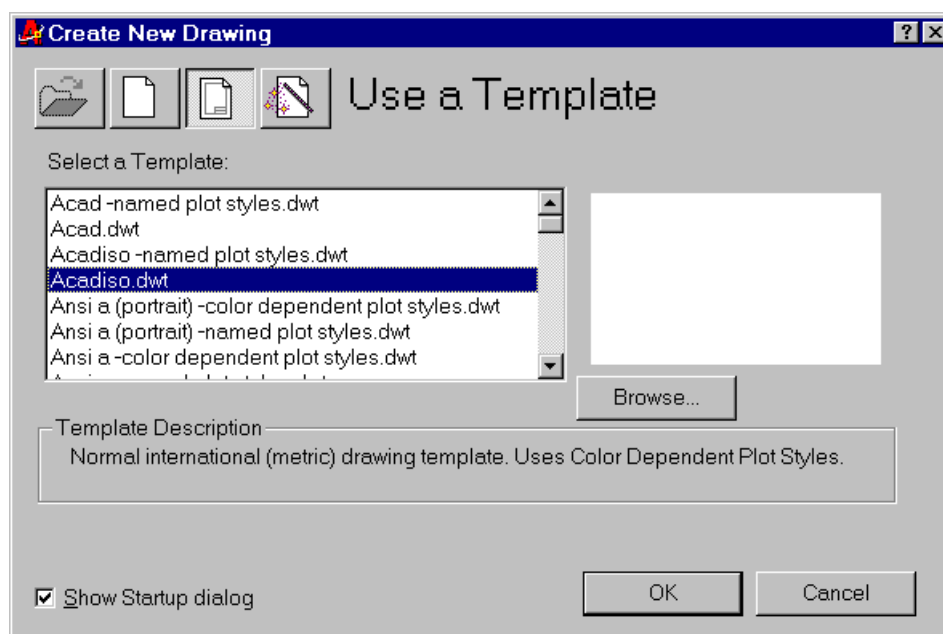 Create New Drawing
Use a Template
Select a Template:
Acad -named plot styles.dwt
Acad.dwt
Acadiso -named plot styles.dwt
Acadiso.dwt
Ansi a (portrait) -color dependent plot styles.dwt
Ansi a (portrait) -named plot styles.dwt
Ansi a -color dependent plot styles.dwt
Browse...
Template Description
Normal international (metric) drawing template. Uses Color Dependent Plot Styles.
Show Startup dialog
OK
Cancel